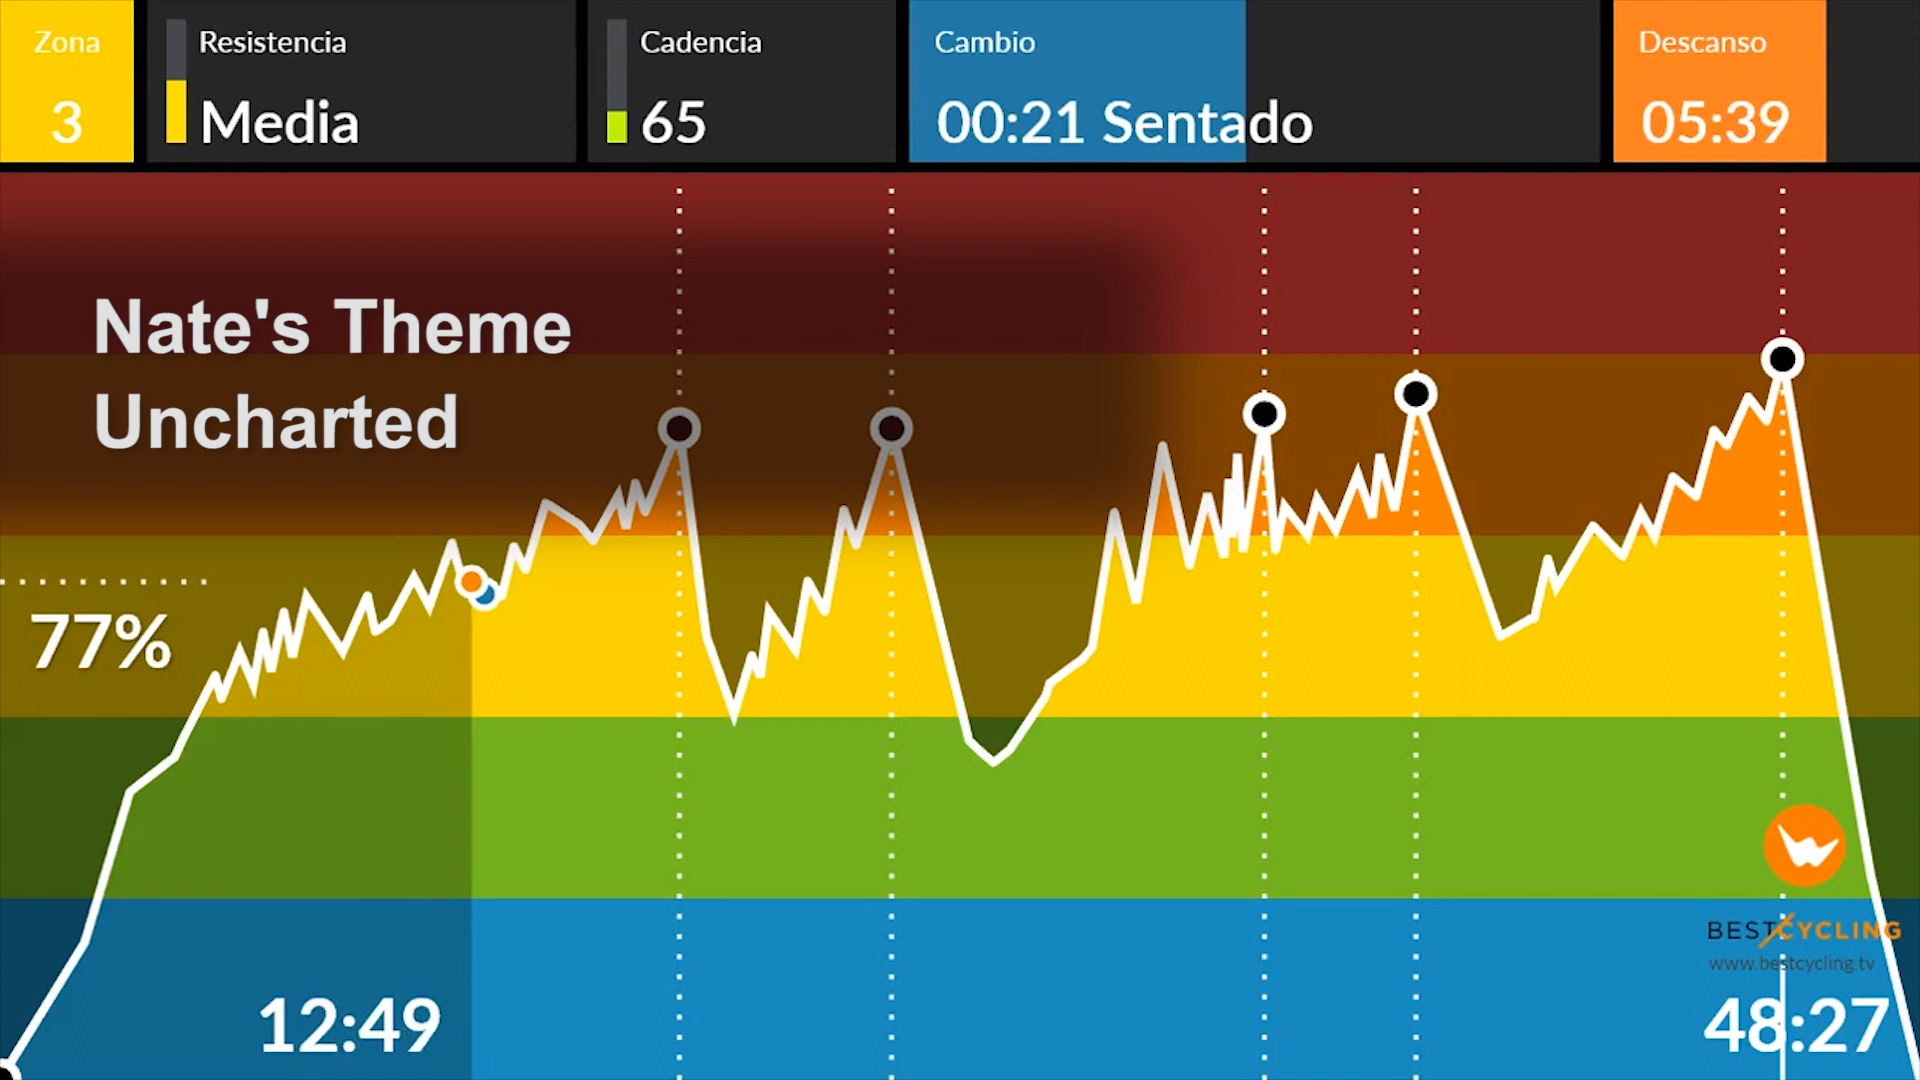 Zona
3
Resistencia
Media
Cadencia
65
Cambio
00:21 Sentado
Descanso
05:39
Nate's Theme
Uncharted
77%
12:49
BESTCYCLING
www.bestcycling.tv
48:27